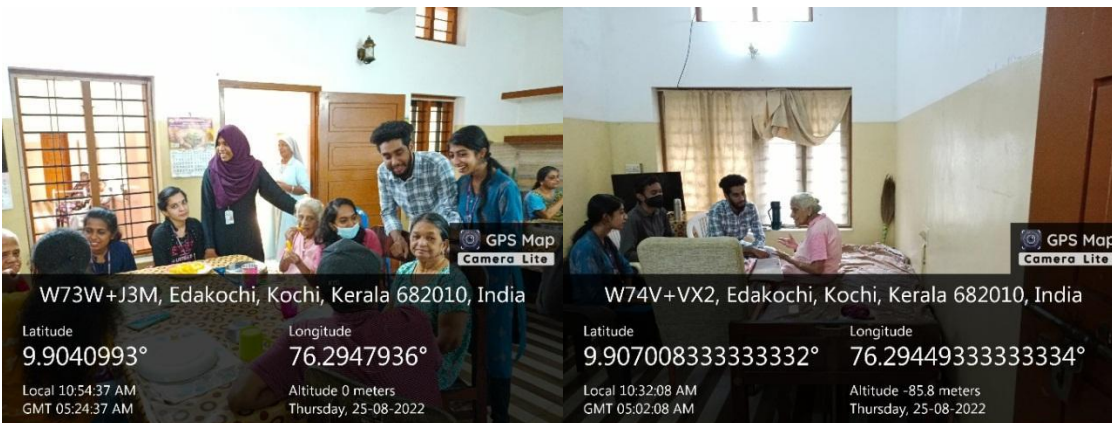 GPS Map
Camera Lite
W73W+J3M, Edakochi, Kochi, Kerala 682010, India
Latitude
9.9040993°
Longitude
76.2947936°
Local 10:54:37 AM
GMT 05:24:37 AM
Altitude 0 meters
Thursday, 25-08-2022
GPS Map
Camera Lite
W74V+VX2, Edakochi, Kochi, Kerala 682010, India
Latitude
9.907008333333332°
Longitude
76.29449333333334°
Local 10:32:08 AM
GMT 05:02:08 AM
Altitude -85.8 meters
Thursday, 25-08-2022